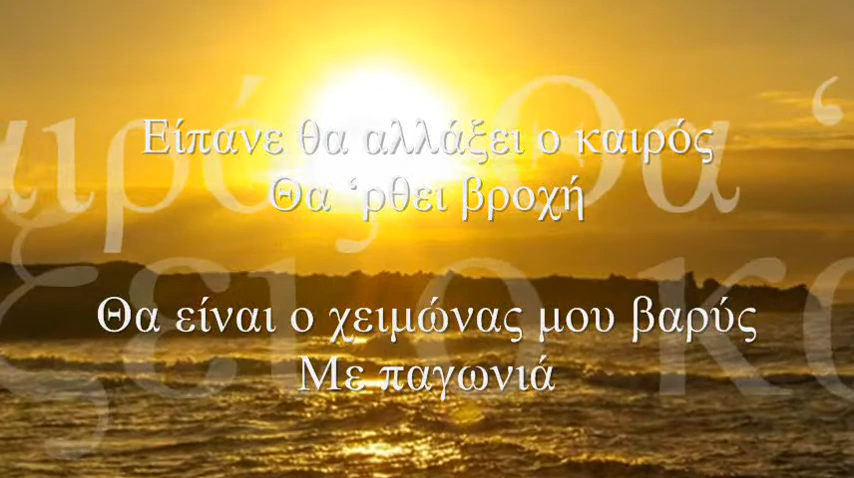 Είπανε θα αλλάξει ο καιρός
Θα ‘ρθει βροχή
Θα είναι ο χειμώνας μου βαρύς
Με παγωνιά